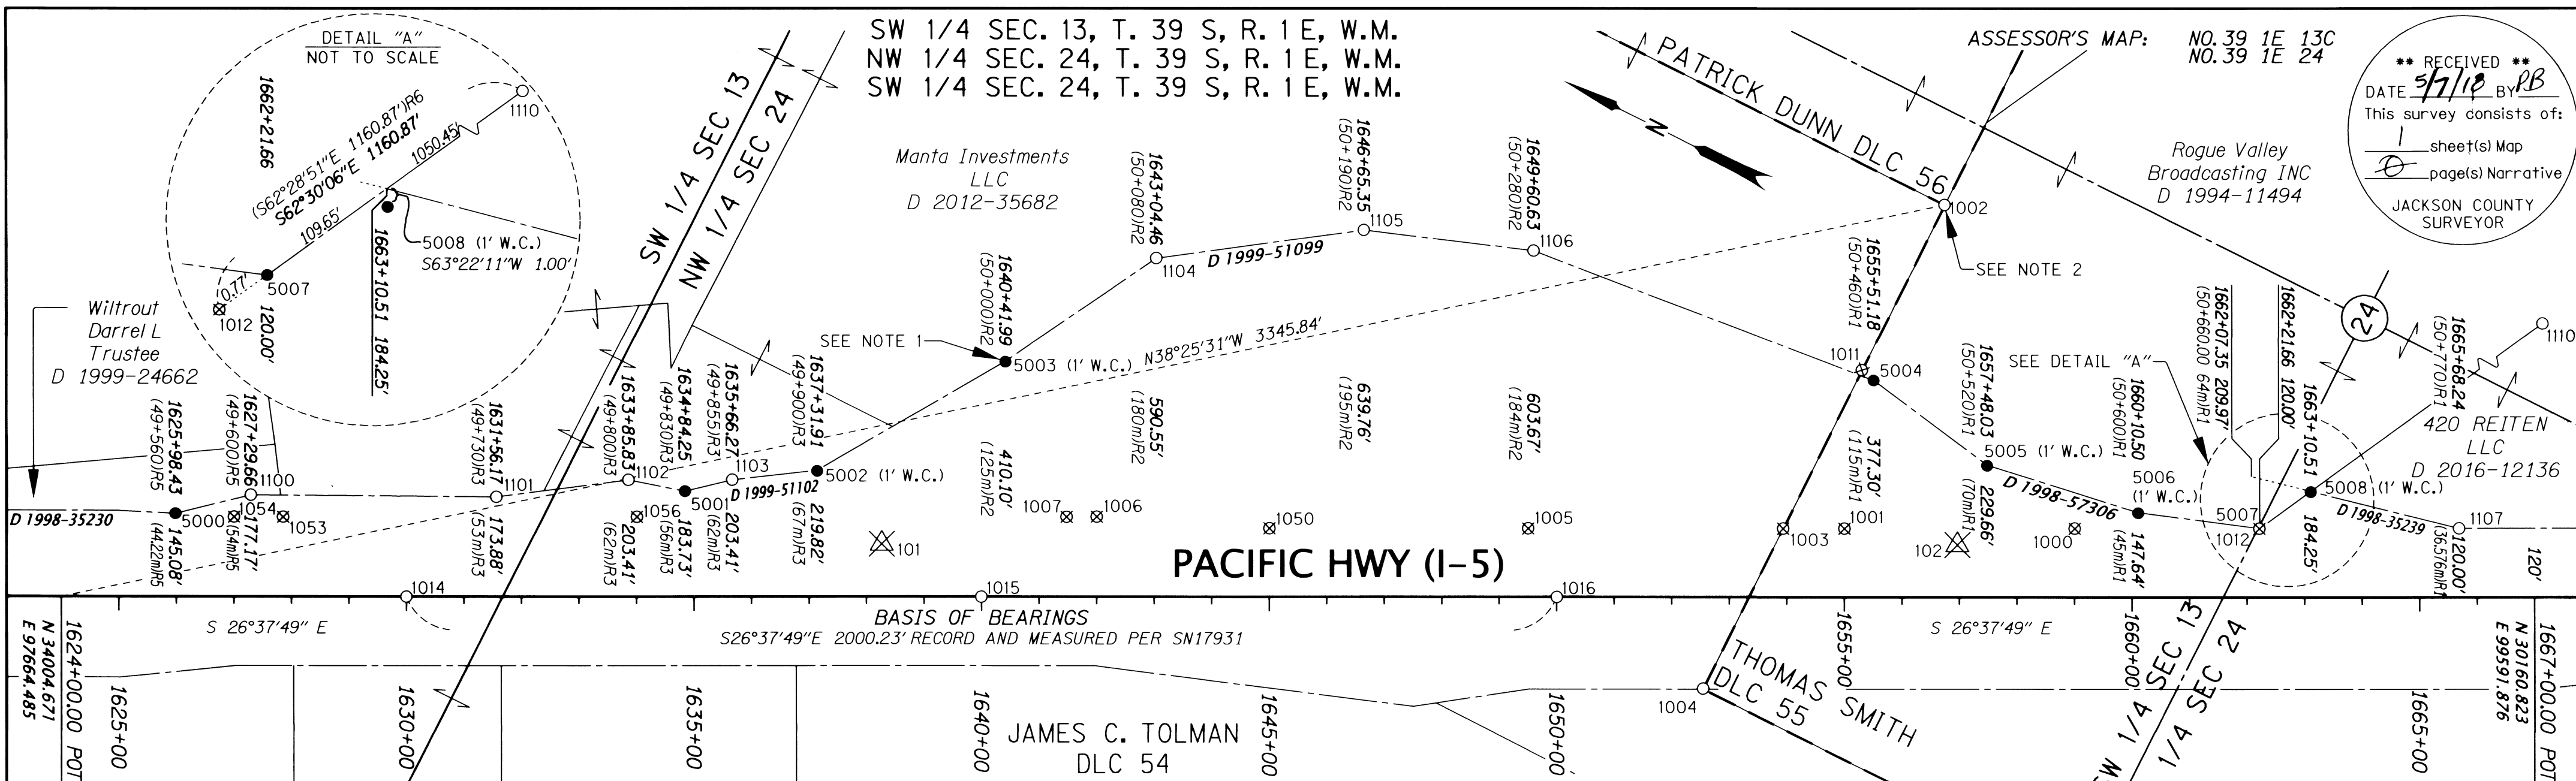 SW 1/4 SEC. 13, T. 39 S, R. 1 E, W.M.
NW 1/4 SEC. 24, T. 39 S, R. 1 E, W.M.
SW 1/4 SEC. 24, T. 39 S, R. 1 E, W.M.
ASSESSOR'S MAP: NO. 39 1E 13C
NO. 39 1E 24
** RECEIVED **
DATE 5/7/18 BY PB
This survey consists of:
1 sheet(s) Map
0 page(s) Narrative
JACKSON COUNTY
SURVEYOR
DETAIL "A"
NOT TO SCALE
1662+21.66
120.00'
(S62°28'51"E 1160.87')R6
S62°30'06"E 1160.87'
1050.45'
109.65'
1110
5008 (1' W.C.)
S63°22'11"W 1.00'
1663+10.51 184.25'
5007
0.77'
1012
Wiltrout
Darrel L
Trustee
D 1999-24662
SW 1/4 SEC 13
NW 1/4 SEC 24
Manta Investments
LLC
D 2012-35682
PATRICK DUNN DLC 56
N
Rogue Valley
Broadcasting INC
D 1994-11494
1002
SEE NOTE 2
SEE NOTE 1
5003 (1' W.C.)
N38°25'31"W 3345.84'
1104
D 1999-51099
1105
1106
1011
5004
SEE DETAIL "A"
24
1110
420 REITEN
LLC
D 2016-12136
1625+98.43
(49+560)R5
1627+29.66
(49+600)R5
1631+56.17
(49+730)R3
1633+85.83
(49+800)R3
1634+84.25
(49+830)R3
1635+66.27
(49+855)R3
1637+31.91
(49+900)R3
1640+41.99
(50+000)R2
1643+04.46
(50+080)R2
1646+65.35
(50+190)R2
1649+60.63
(50+280)R2
1655+51.18
(50+460)R1
1657+48.03
(50+520)R1
1660+10.50
(50+600)R1
1662+07.35 209.97'
(50+660.00 64m)R1
1662+21.66 120.00'
1663+10.51
1665+68.24
(50+770)R1
D 1998-35230
5000
1100
1054
1053
1101
1102
1056
5001
1103
D 1999-51102
5002 (1' W.C.)
101
1007
1006
1050
1005
1003
1001
5005 (1' W.C.)
102
1000
D 1998-57306
5006
(1' W.C.)
5007
1012
5008 (1' W.C.)
D 1998-35239
1107
145.08'
(44.22m)R5
177.17'
(54m)R5
173.88'
(53m)R3
203.41'
(62m)R3
183.73'
(56m)R3
203.41'
(62m)R3
219.82'
(67m)R3
410.10'
(125m)R2
590.55'
(180m)R2
639.76'
(195m)R2
603.67'
(184m)R2
377.30'
(115m)R1
229.66'
(70m)R1
147.64'
(45m)R1
184.25'
120.00'
(36.576m)R1
120'
PACIFIC HWY (I-5)
1014
1015
1016
BASIS OF BEARINGS
S26°37'49"E 2000.23' RECORD AND MEASURED PER SN17931
S 26°37'49" E
S 26°37'49" E
1624+00.00 POT
N 34004.671
E 97664.485
1625+00
1630+00
1635+00
1640+00
1645+00
1650+00
1655+00
1660+00
1665+00
1667+00.00 POT
N 30160.823
E 99591.876
JAMES C. TOLMAN
DLC 54
1004
THOMAS SMITH
DLC 55
SW 1/4 SEC 13
1/4 SEC 24